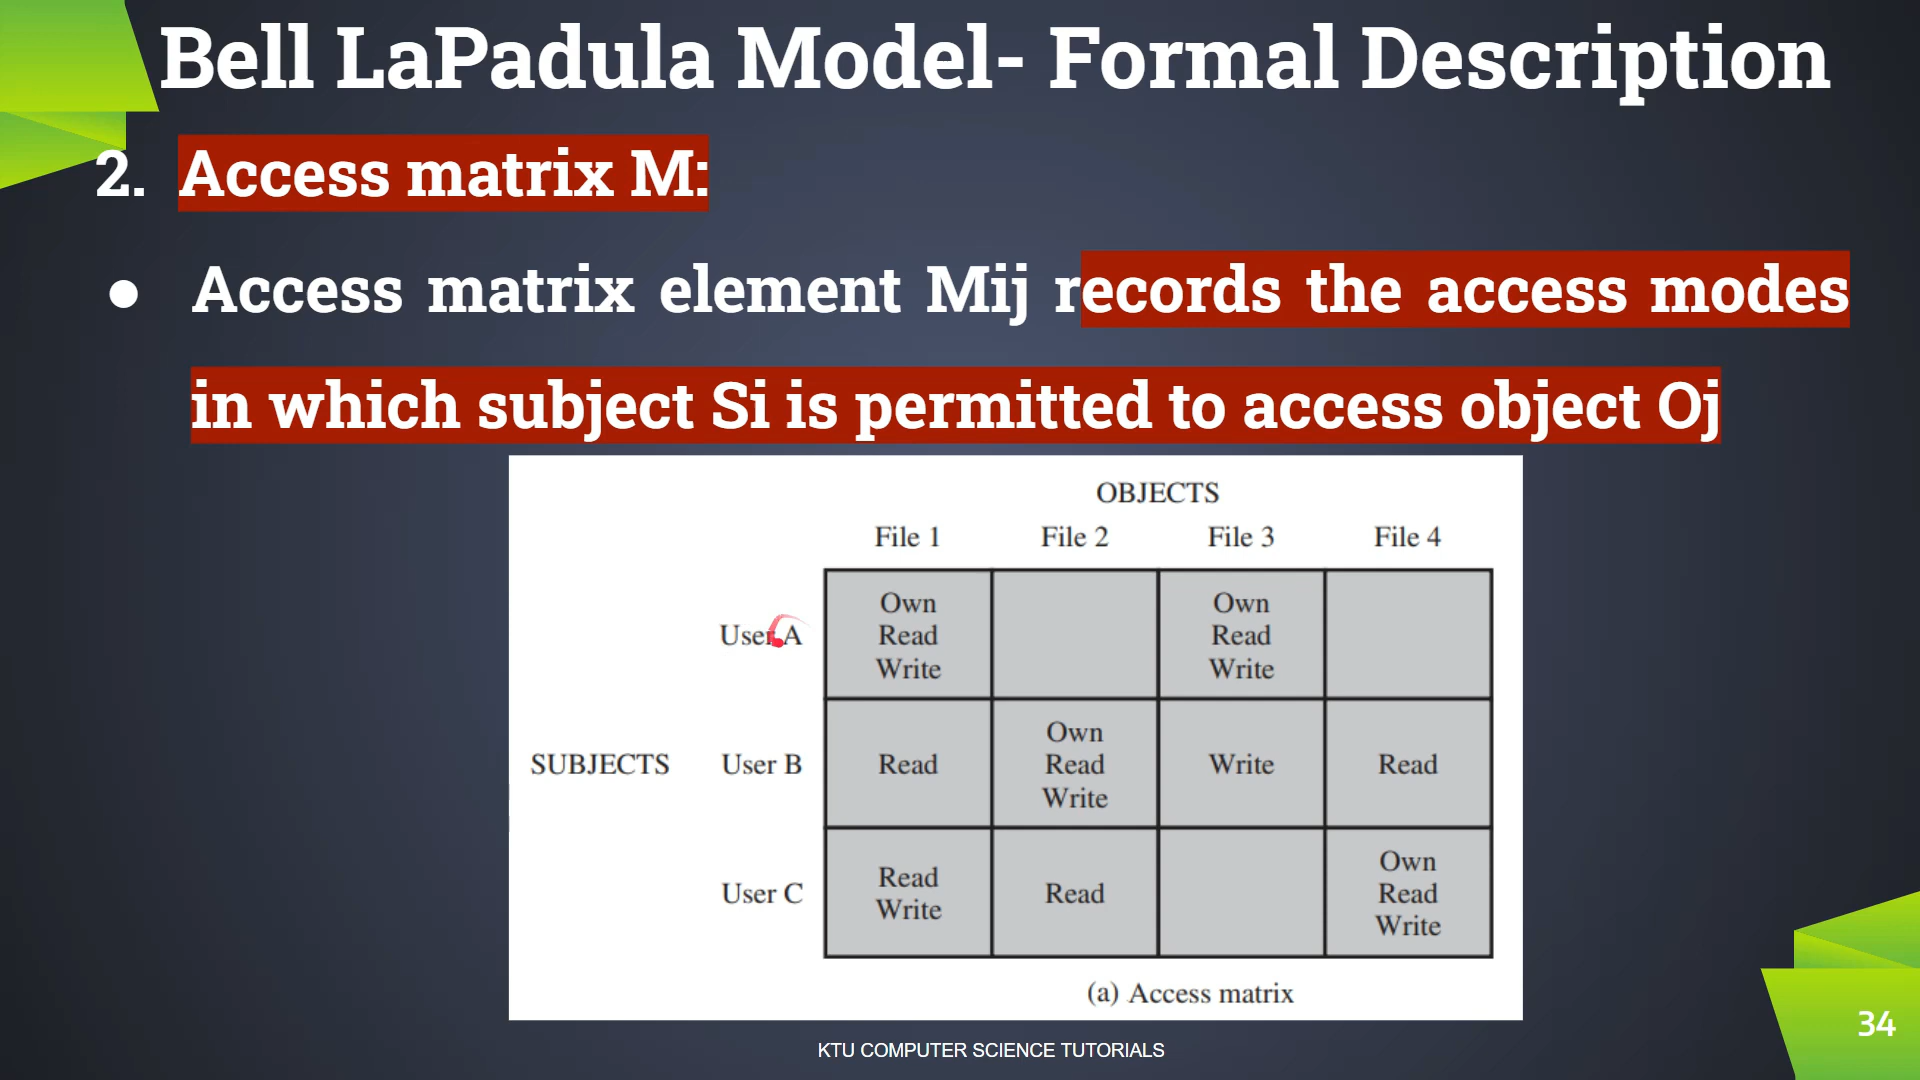 Bell LaPadula Model- Formal Description
2. Access matrix M:
● Access matrix element Mij records the access modes
in which subject Si is permitted to access object Oj
OBJECTS
File 1 File 2 File 3 File 4
User A
Own
Read
Write
Own
Read
Write
SUBJECTS
User B
Read
Own
Read
Write
Write
Read
User C
Read
Write
Read
Own
Read
Write
(a) Access matrix
34
KTU COMPUTER SCIENCE TUTORIALS